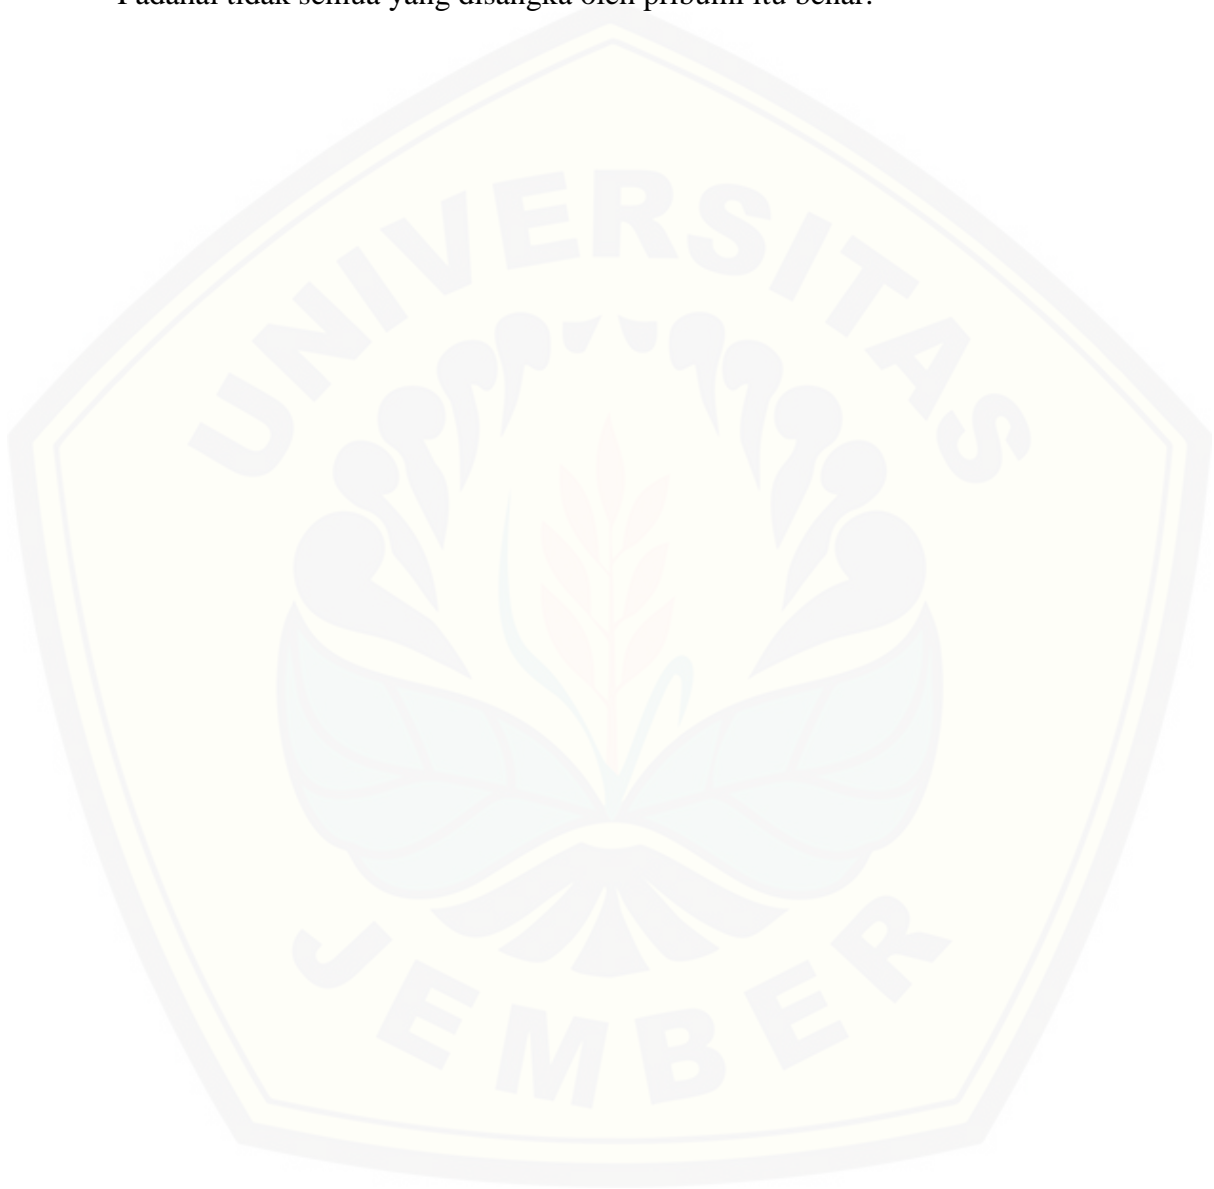 Padahal tidak semua yang disangka oleh pribumi itu benar.
UNIVERSITAS
JEMBER